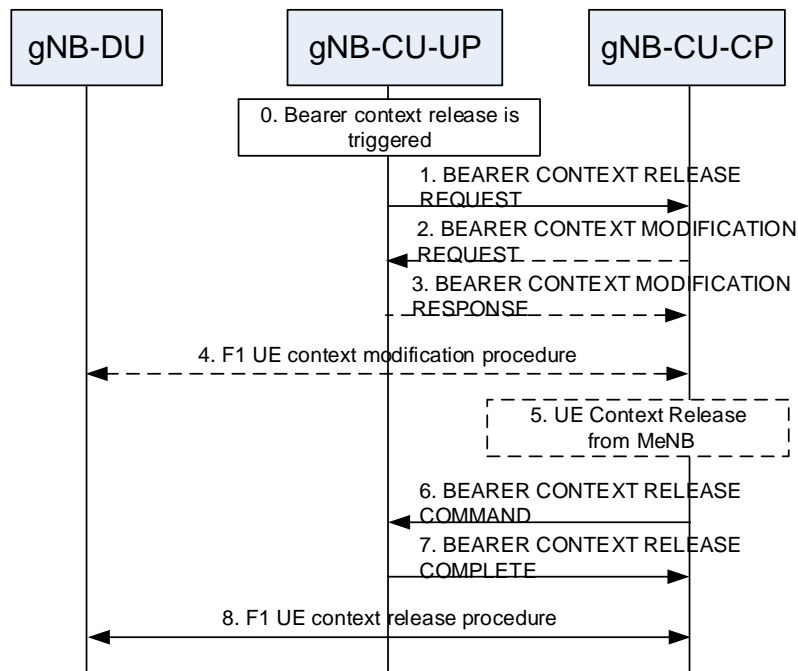 gNB-DU
gNB-CU-UP
gNB-CU-CP
0. Bearer context release is
triggered
1. BEARER CONTEXT RELEASE
REQUEST
2. BEARER CONTEXT MODIFICATION
REQUEST
3. BEARER CONTEXT MODIFICATION
RESPONSE
4. F1 UE context modification procedure
5. UE Context Release
from MeNB
6. BEARER CONTEXT RELEASE
COMMAND
7. BEARER CONTEXT RELEASE
COMPLETE
8. F1 UE context release procedure